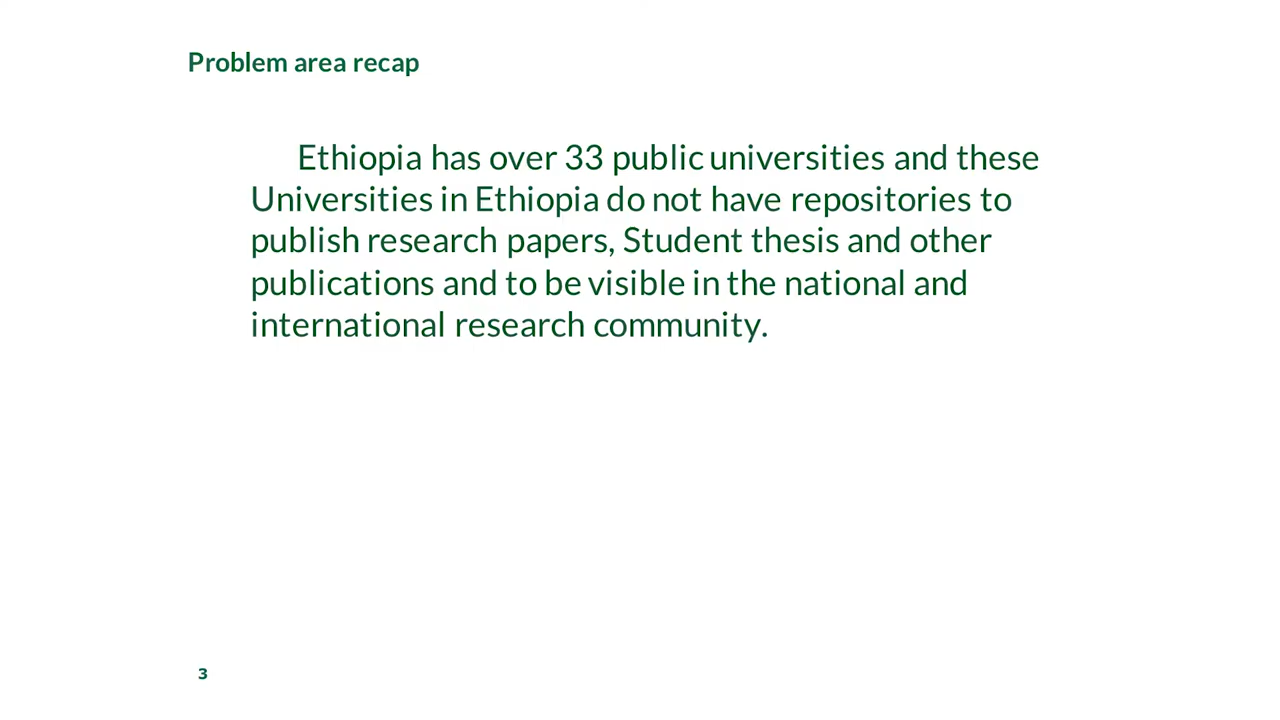 Problem area recap
Ethiopia has over 33 public universities and these
Universities in Ethiopia do not have repositories to
publish research papers, Student thesis and other
publications and to be visible in the national and
international research community.
3